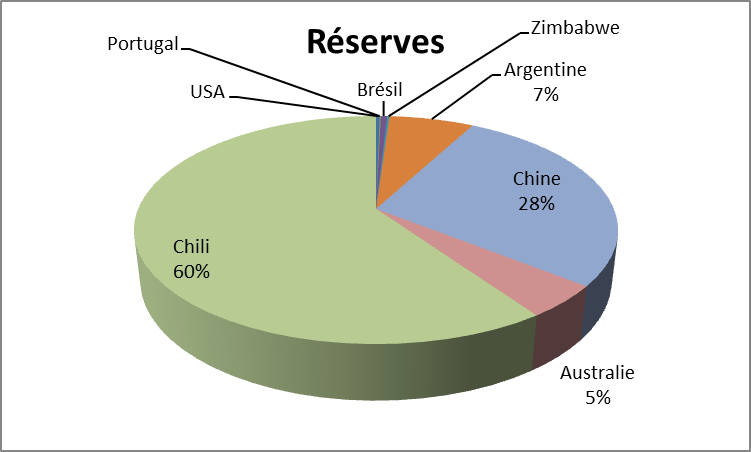 Réserves
Zimbabwe
Portugal
Argentine
7%
USA
Brésil
Chine
28%
Chili
60%
Australie
5%